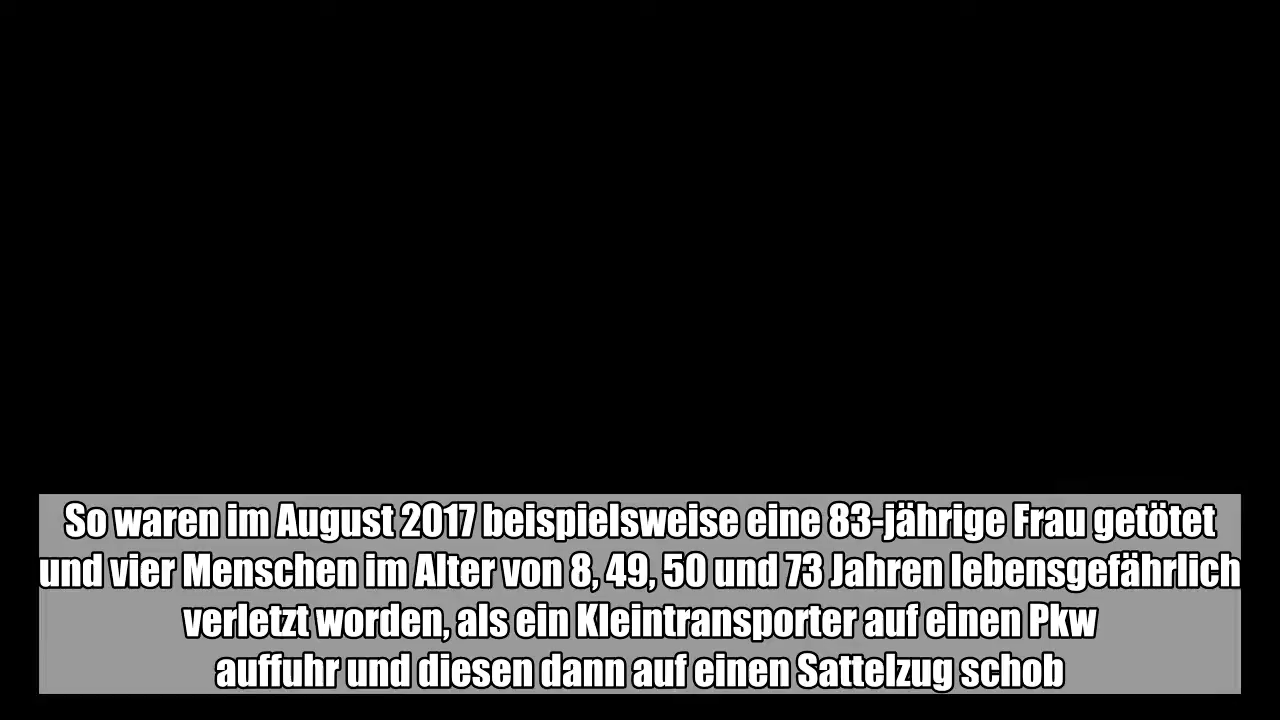 So waren im August 2017 beispielsweise eine 83-jährige Frau getötet
und vier Menschen im Alter von 8, 49, 50 und 73 Jahren lebensgefährlich
verletzt worden, als ein Kleintransporter auf einen Pkw
auffuhr und diesen dann auf einen Sattelzug schob